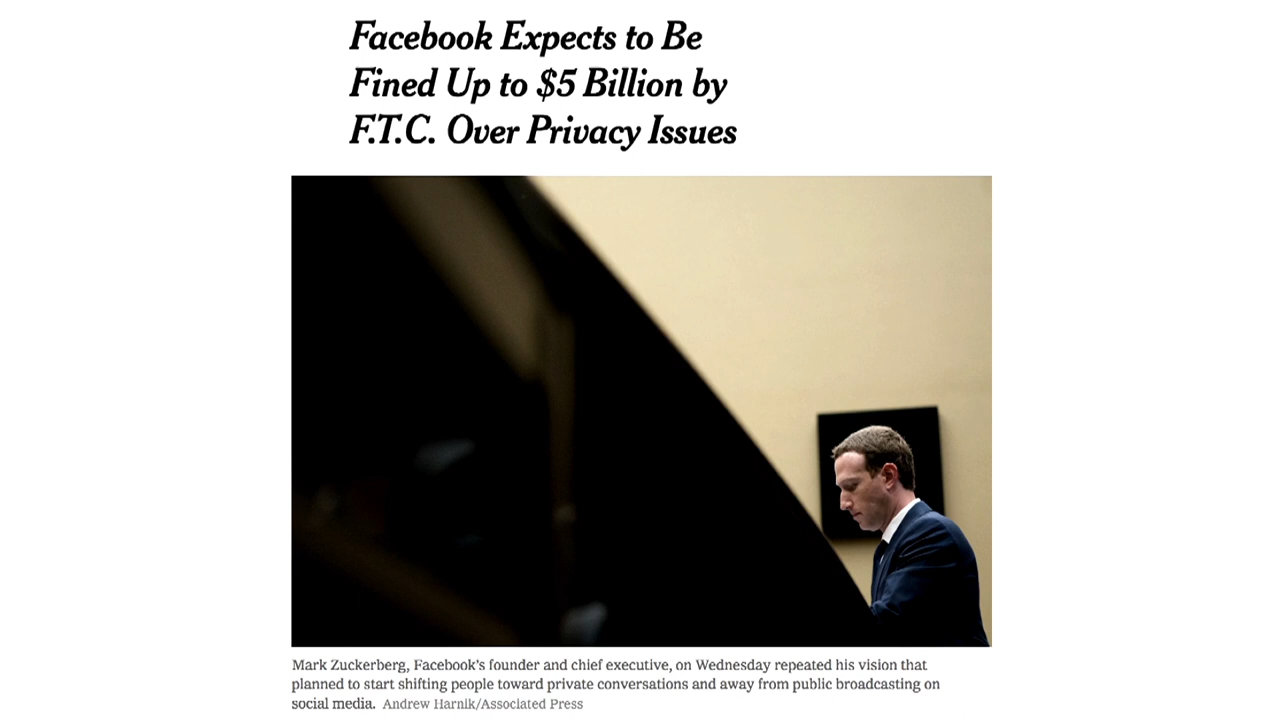 Facebook Expects to Be
Fined Up to $5 Billion by
F.T.C. Over Privacy Issues
Mark Zuckerberg, Facebook's founder and chief executive, on Wednesday repeated his vision that
planned to start shifting people toward private conversations and away from public broadcasting on
social media. Andrew Harnik/Associated Press